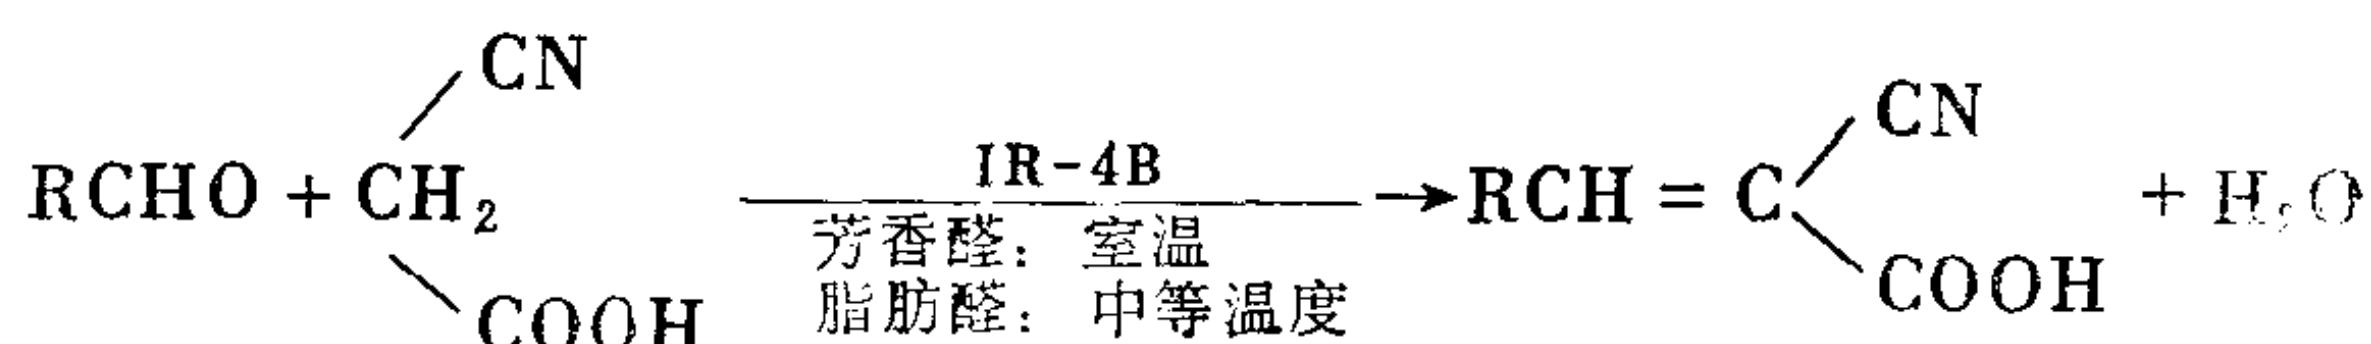 CN
CN
IR-4B
RCHO + CH₂ → RCH = C + H₂O
芳香醛：室温
COOH
脂肪醛：中等温度
COOH